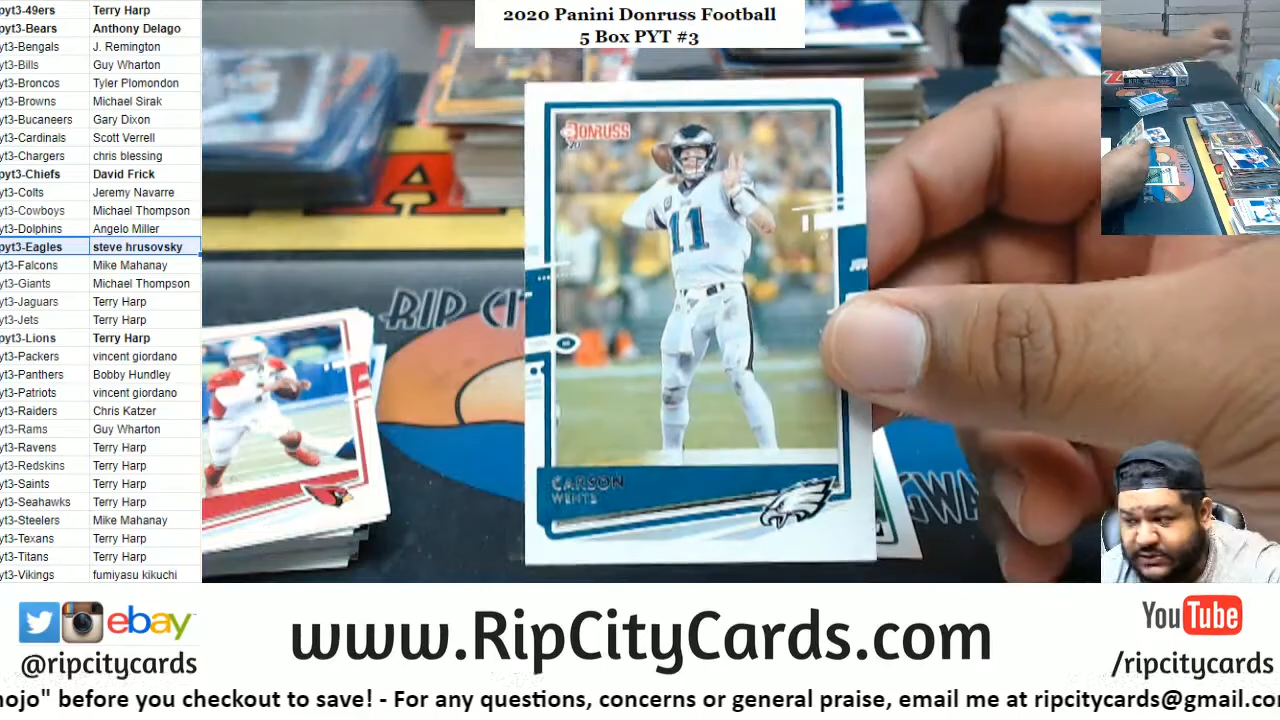 2020 Panini Donruss Football
5 Box PYT #3
pyt3-49ers Terry Harp
pyt3-Bears Anthony Delago
yt3-Bengals J. Remington
yt3-Bills Guy Wharton
yt3-Broncos Tyler Plomondon
yt3-Browns Michael Sirak
yt3-Bucaneers Gary Dixon
yt3-Cardinals Scott Verrell
yt3-Chargers chris blessing
pyt3-Chiefs David Frick
yt3-Colts Jeremy Navarre
yt3-Cowboys Michael Thompson
yt3-Dolphins Angelo Miller
pyt3-Eagles steve hrusovsky
yt3-Falcons Mike Mahanay
yt3-Giants Michael Thompson
yt3-Jaguars Terry Harp
yt3-Jets Terry Harp
pyt3-Lions Terry Harp
yt3-Packers vincent giordano
yt3-Panthers Bobby Hundley
yt3-Patriots vincent giordano
yt3-Raiders Chris Katzer
yt3-Rams Guy Wharton
yt3-Ravens Terry Harp
yt3-Redskins Terry Harp
yt3-Saints Terry Harp
yt3-Seahawks Terry Harp
yt3-Steelers Mike Mahanay
yt3-Texans Terry Harp
yt3-Titans Terry Harp
yt3-Vikings fumiyasu kikuchi
DONRUSS
11
CARSON
WENTZ
RIP CI
GWA
ebay
@ripcitycards
www.RipCityCards.com
YouTube
/ripcitycards
nojo" before you checkout to save! - For any questions, concerns or general praise, email me at ripcitycards@gmail.co